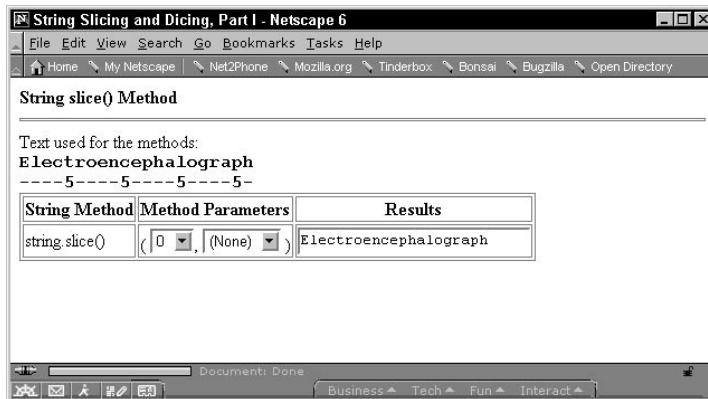 String Slicing and Dicing, Part I - Netscape 6
File Edit View Search Go Bookmarks Tasks Help
Home My Netscape Net2Phone Mozilla.org Tinderbox Bonsai Bugzilla Open Directory
String slice() Method
Text used for the methods:
Electroencephalograph
----5----5----5----5-
String Method Method Parameters Results
string.slice() ( 0 , (None) ) Electroencephalograph
Document: Done
Business Tech Fun Interact